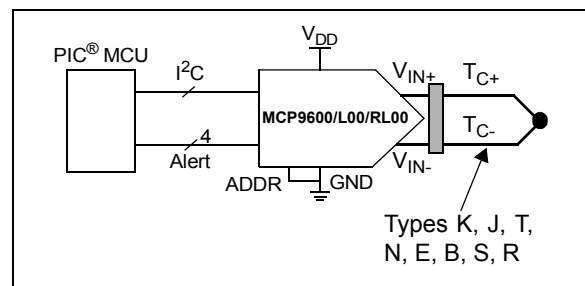 PIC® MCU
I²C
4
Alert
V_DD
MCP9600/L00/RL00
ADDR
GND
V_IN+
V_IN-
T_C+
T_C-
Types K, J, T,
N, E, B, S, R